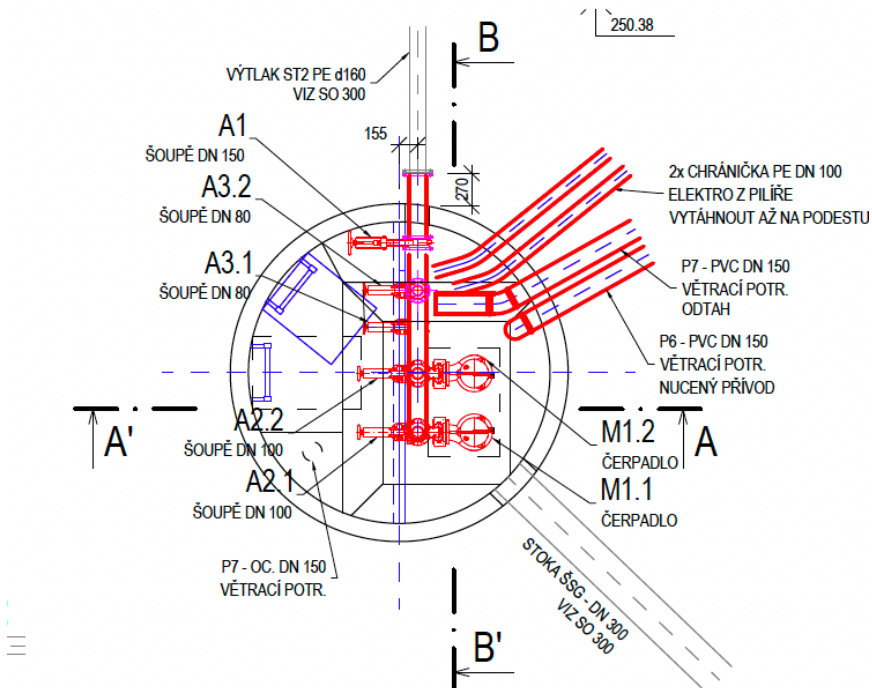 250.38
B
VÝTLAK ST2 PE d160
VIZ SO 300
155
A1
ŠOUPĚ DN 150
270
A3.2
ŠOUPĚ DN 80
2x CHRÁNIČKA PE DN 100
ELEKTRO Z PILÍŘE
VYTÁHNOUT AŽ NA PODESTU
A3.1
ŠOUPĚ DN 80
P7 - PVC DN 150
VĚTRACÍ POTR.
ODTAH
P6 - PVC DN 150
VĚTRACÍ POTR.
NUCENÝ PŘÍVOD
A'
A
A2.2
ŠOUPĚ DN 100
M1.2
ČERPADLO
A2.1
ŠOUPĚ DN 100
M1.1
ČERPADLO
P7 - OC. DN 150
VĚTRACÍ POTR.
STOKA ŠSG - DN 300
VIZ SO 300
B'